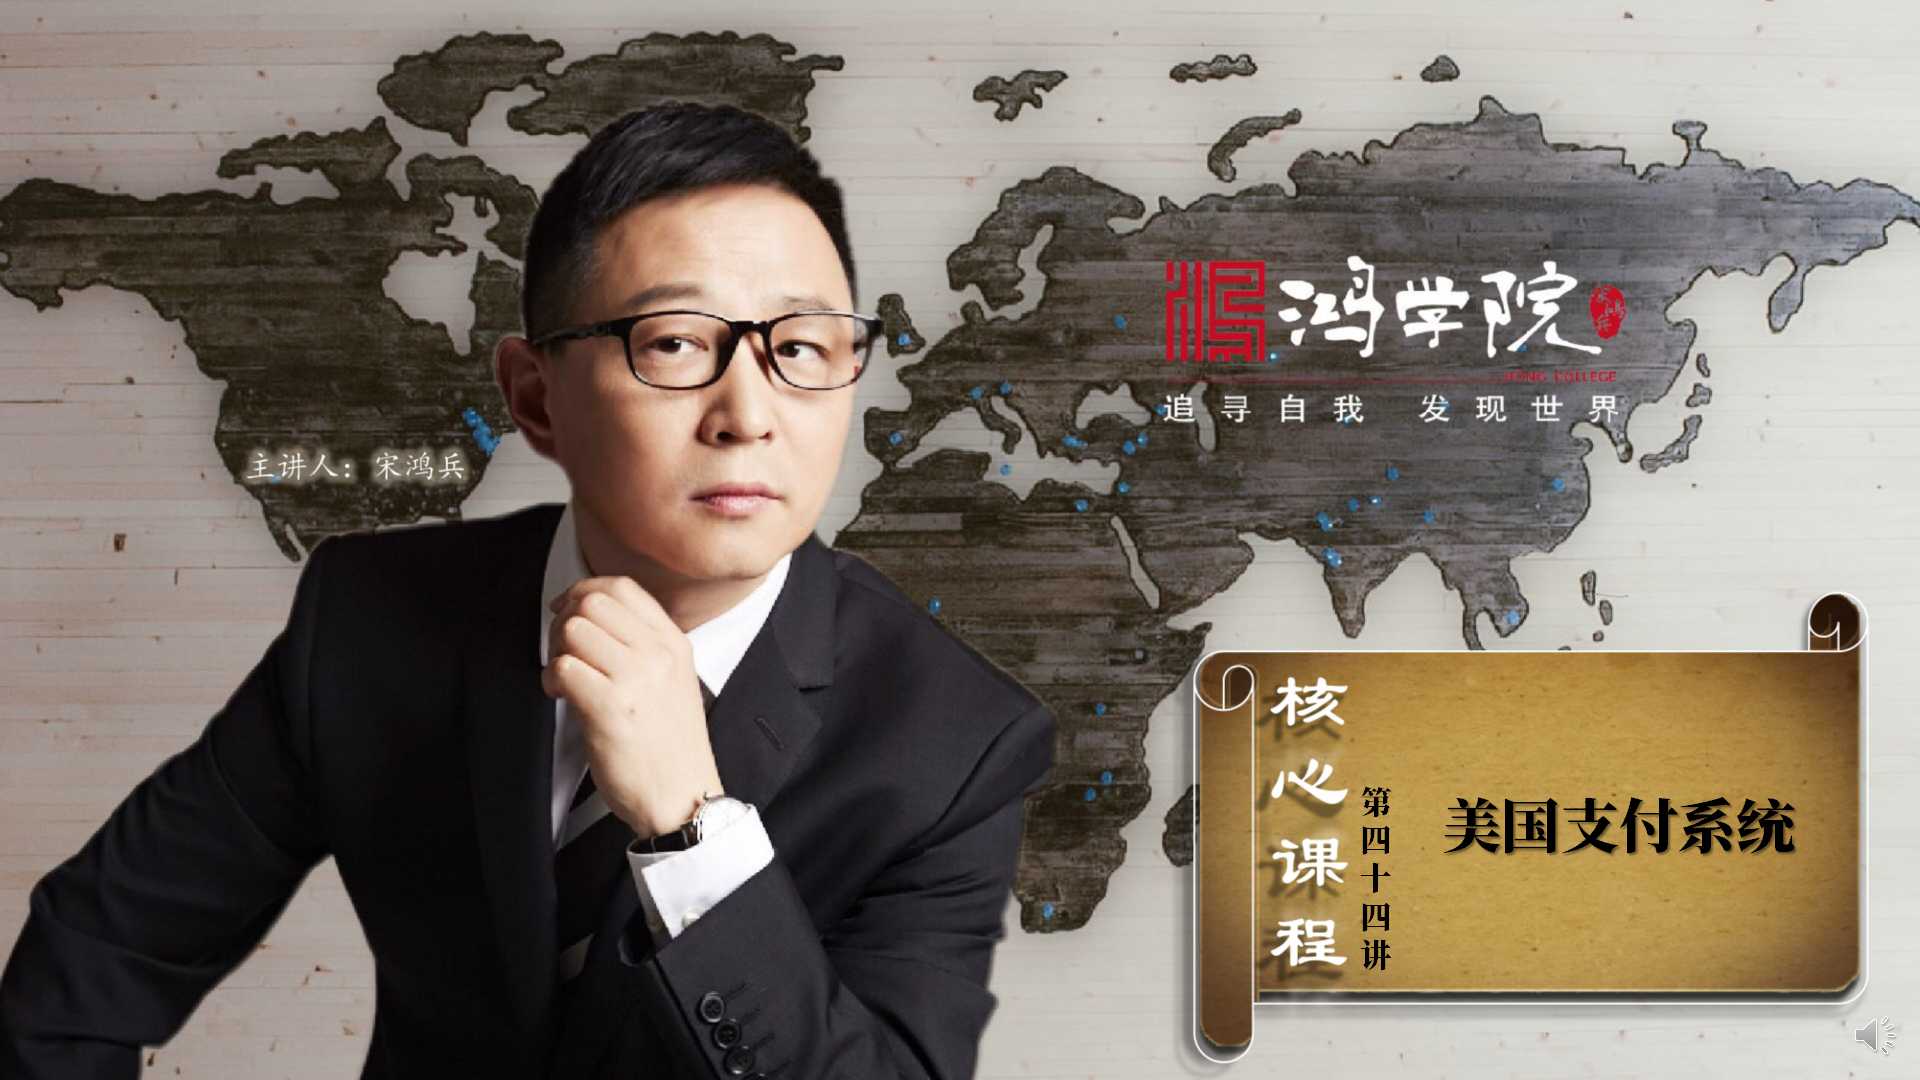 鸿学院
HONG COLLEGE
追寻自我 发现世界
主讲人：宋鸿兵
核心课程
第四十四讲
美国支付系统